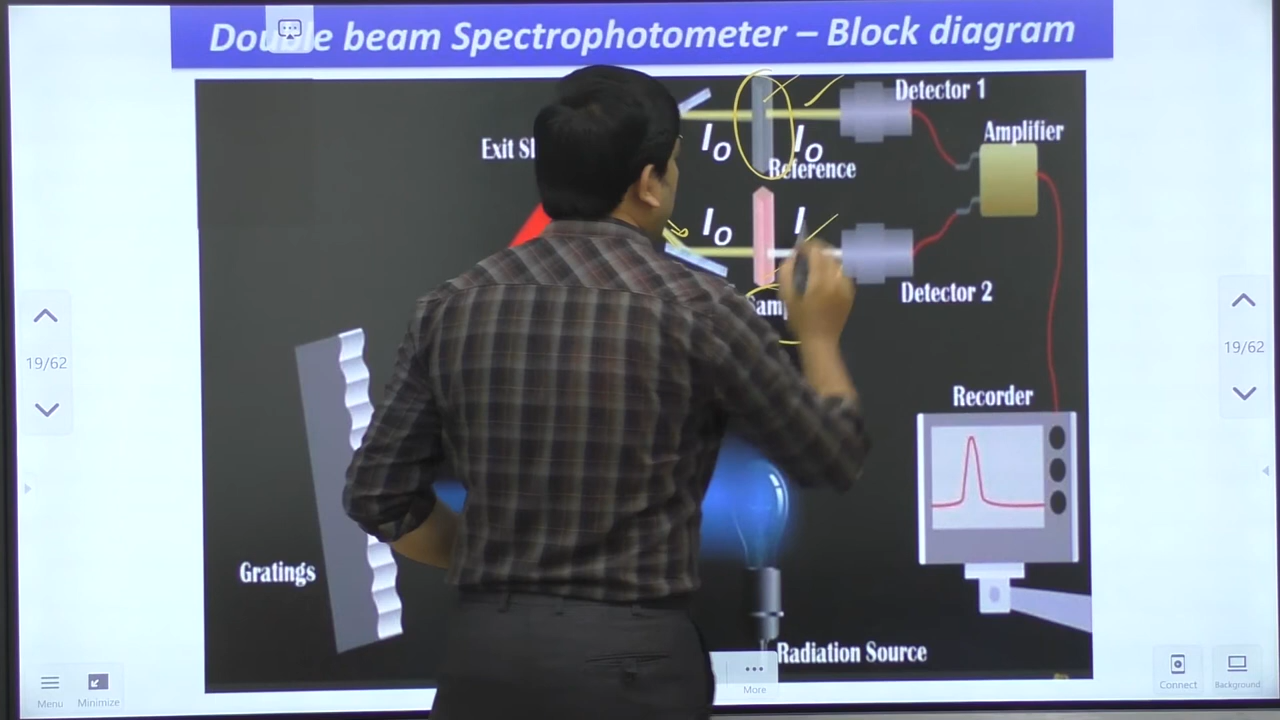 Double beam Spectrophotometer – Block diagram
Detector 1
Exit
Amplifier
IO
IO
Reference
IO
I
Detector 2
19/62
19/62
Recorder
Gratings
Radiation Source
Menu
Minimize
More
Connect
Background.